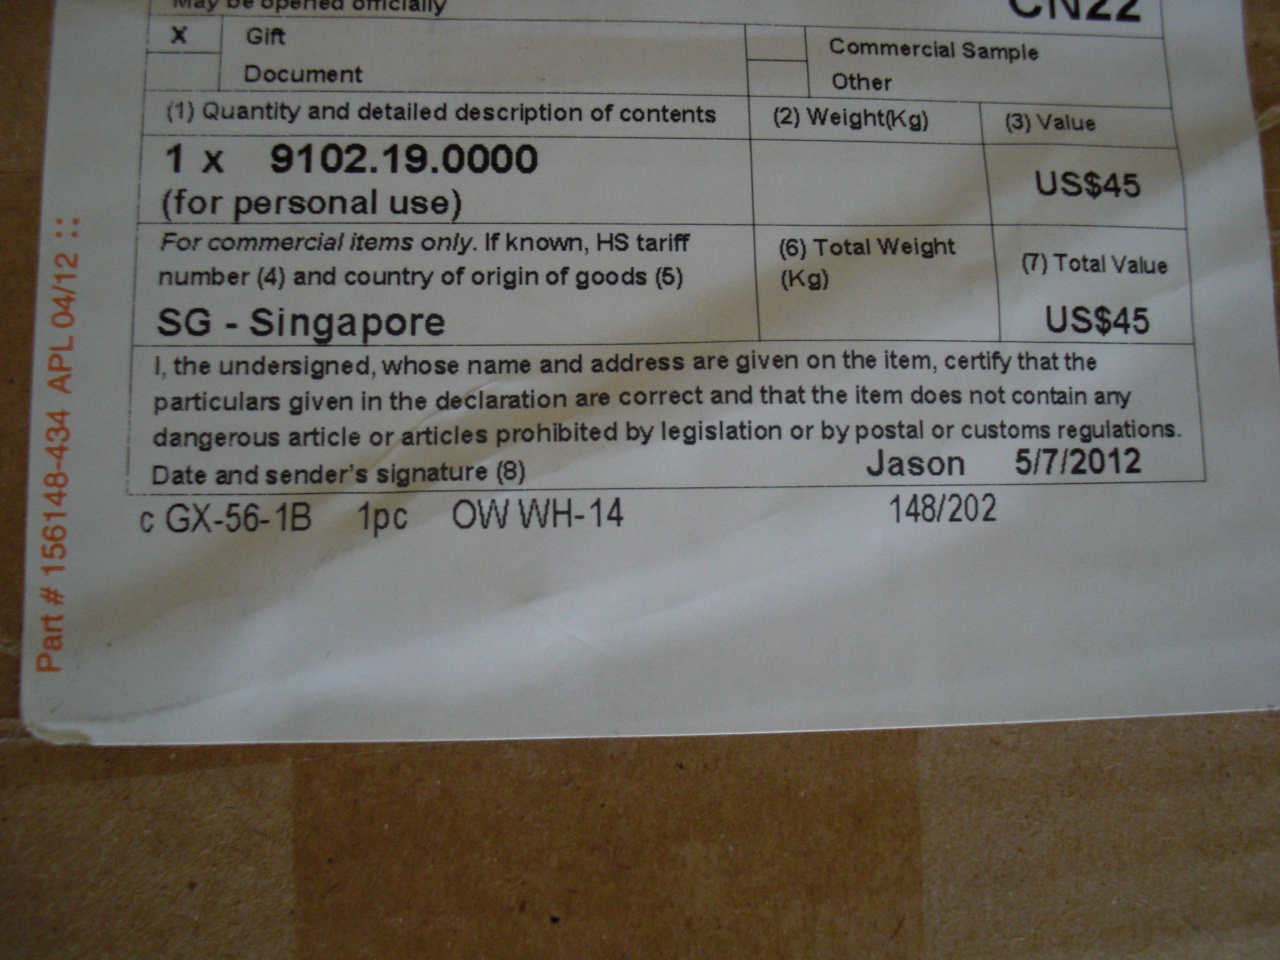 May be opened officially
CN22
X Gift
Commercial Sample
Document
Other
(1) Quantity and detailed description of contents (2) Weight(Kg) (3) Value
1 x 9102.19.0000
(for personal use)
US$45
For commercial items only. If known, HS tariff
number (4) and country of origin of goods (5)
(6) Total Weight
(Kg)
(7) Total Value
SG - Singapore
US$45
I, the undersigned, whose name and address are given on the item, certify that the
particulars given in the declaration are correct and that the item does not contain any
dangerous article or articles prohibited by legislation or by postal or customs regulations.
Date and sender's signature (8) Jason 5/7/2012
c GX-56-1B 1pc OW WH-14 148/202
Part # 156148-434 APL 04/12 ::